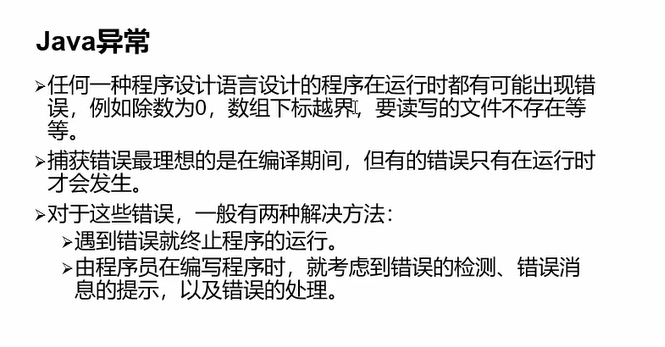 Java异常
➢任何一种程序设计语言设计的程序在运行时都有可能出现错
误，例如除数为0，数组下标越界，要读写的文件不存在等
等。
➢捕获错误最理想的是在编译期间，但有的错误只有在运行时
才会发生。
➢对于这些错误，一般有两种解决方法：
➢遇到错误就终止程序的运行。
➢由程序员在编写程序时，就考虑到错误的检测、错误消
息的提示，以及错误的处理。